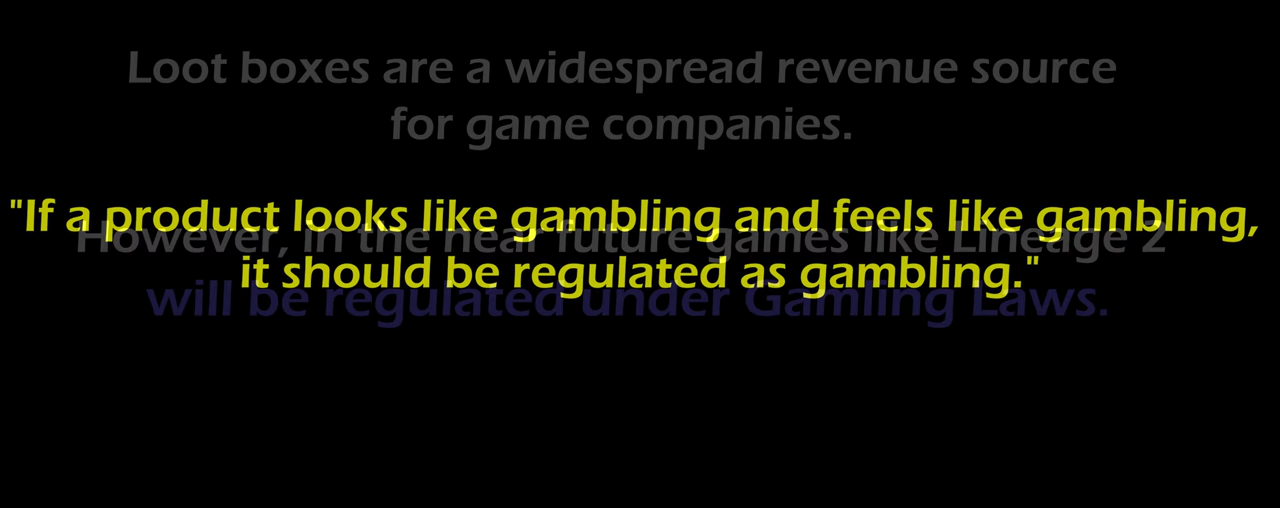 Loot boxes are a widespread revenue source
for game companies.
"If a product looks like gambling and feels like gambling,
However, in the near future games like Lineage 2
it should be regulated as gambling."
will be regulated under Gamling Laws.